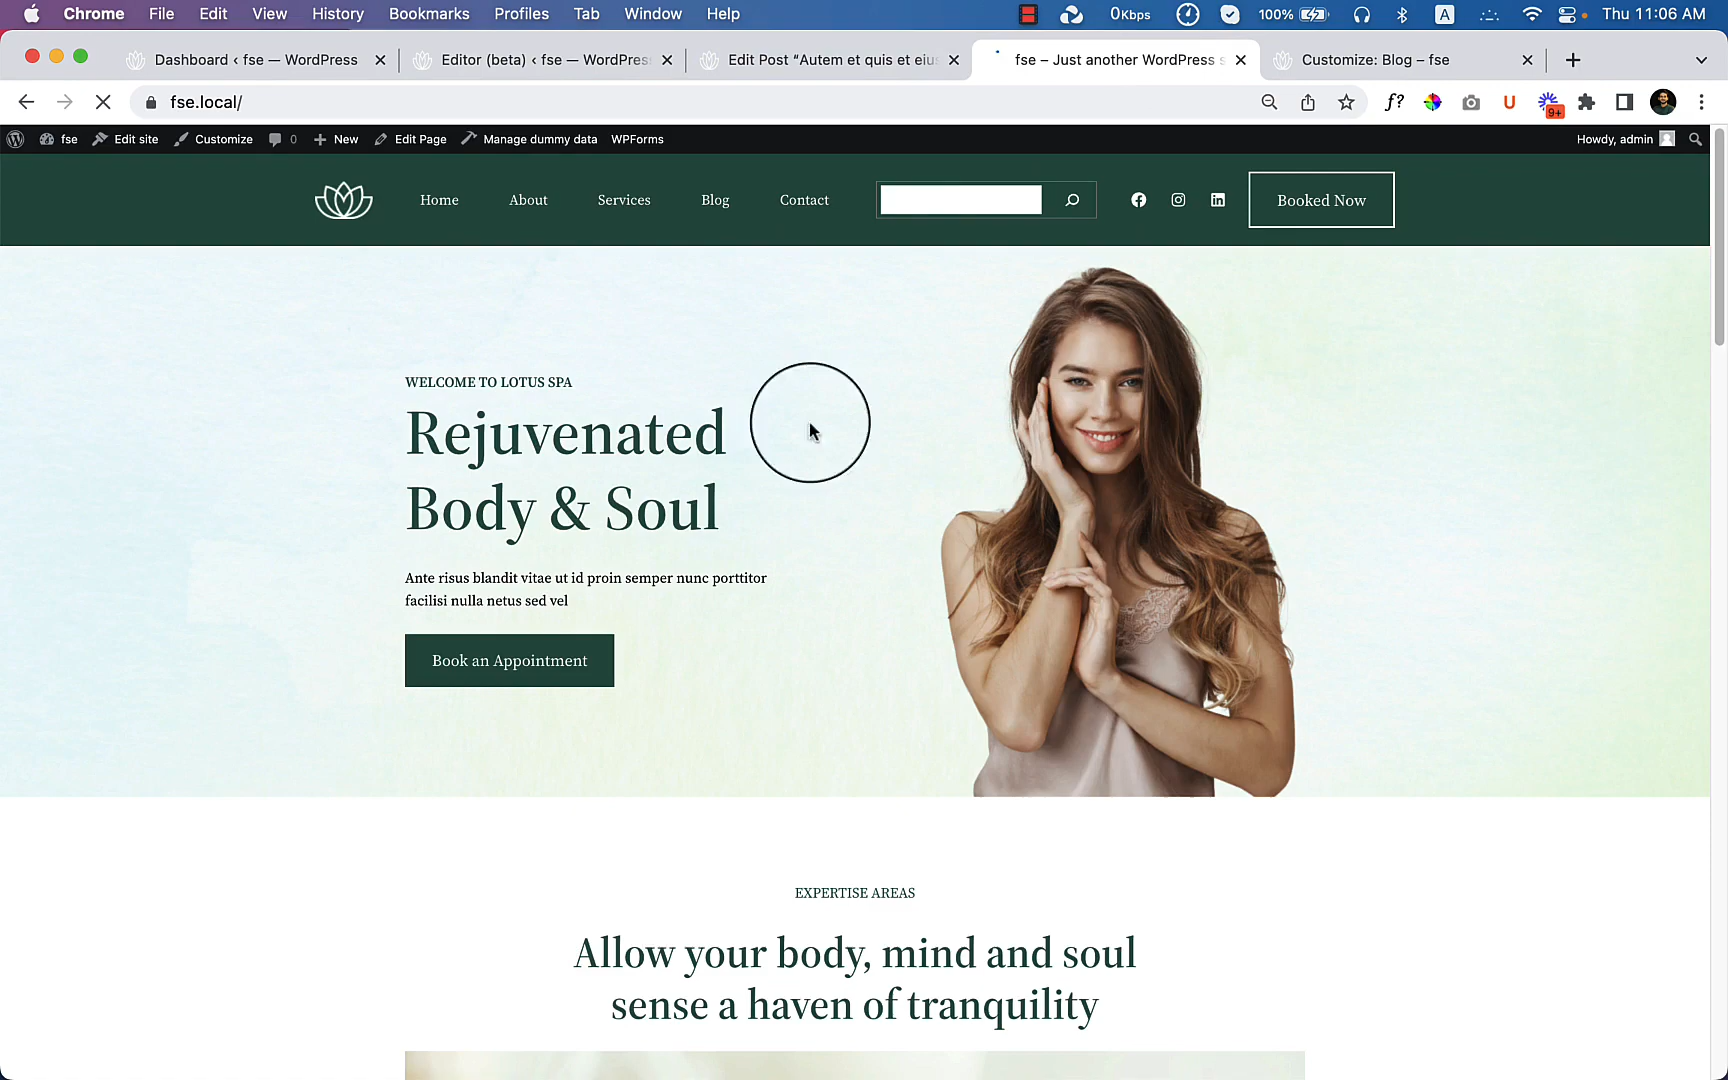 Chrome File Edit View History Bookmarks Profiles Tab Window Help 0Kbps 100% A Thu 11:06 AM
Dashboard ‹ fse — WordPress
Editor (beta) ‹ fse — WordPres
Edit Post “Autem et quis et eiu
fse – Just another WordPress s
Customize: Blog – fse
fse.local/
f?
U
9+
fse Edit site Customize 0 New Edit Page Manage dummy data WPForms Howdy, admin
Home About Services Blog Contact Booked Now
WELCOME TO LOTUS SPA
Rejuvenated
Body & Soul
Ante risus blandit vitae ut id proin semper nunc porttitor
facilisi nulla netus sed vel
Book an Appointment
EXPERTISE AREAS
Allow your body, mind and soul
sense a haven of tranquility